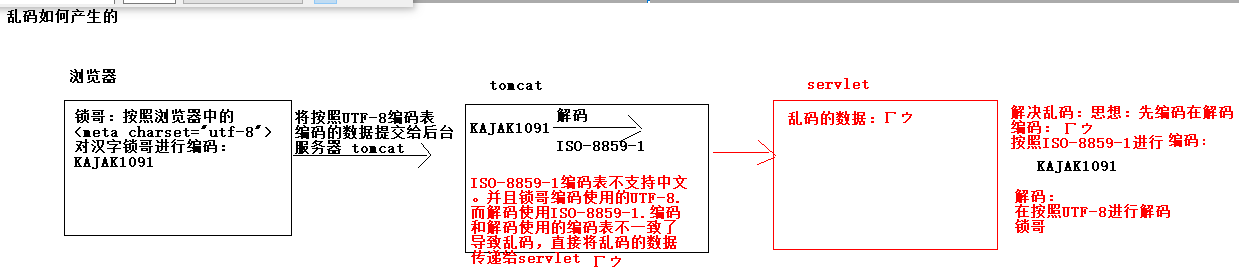 乱码如何产生的
浏览器
锁哥：按照浏览器中的
<meta charset="utf-8">
对汉字锁哥进行编码：
KAJAK1091
将按照UTF-8编码表
编码的数据提交给后台
服务器 tomcat
tomcat
KAJAK1091
解码
ISO-8859-1
ISO-8859-1编码表不支持中文
。并且锁哥编码使用的UTF-8.
而解码使用ISO-8859-1.编码
和解码使用的编码表不一致了
导致乱码，直接将乱码的数据
传递给servlet 厂ウ
servlet
乱码的数据：厂ウ
解决乱码：思想：先编码在解码
编码： 厂ウ
按照ISO-8859-1进行 编码：
KAJAK1091
解码：
在按照UTF-8进行解码
锁哥